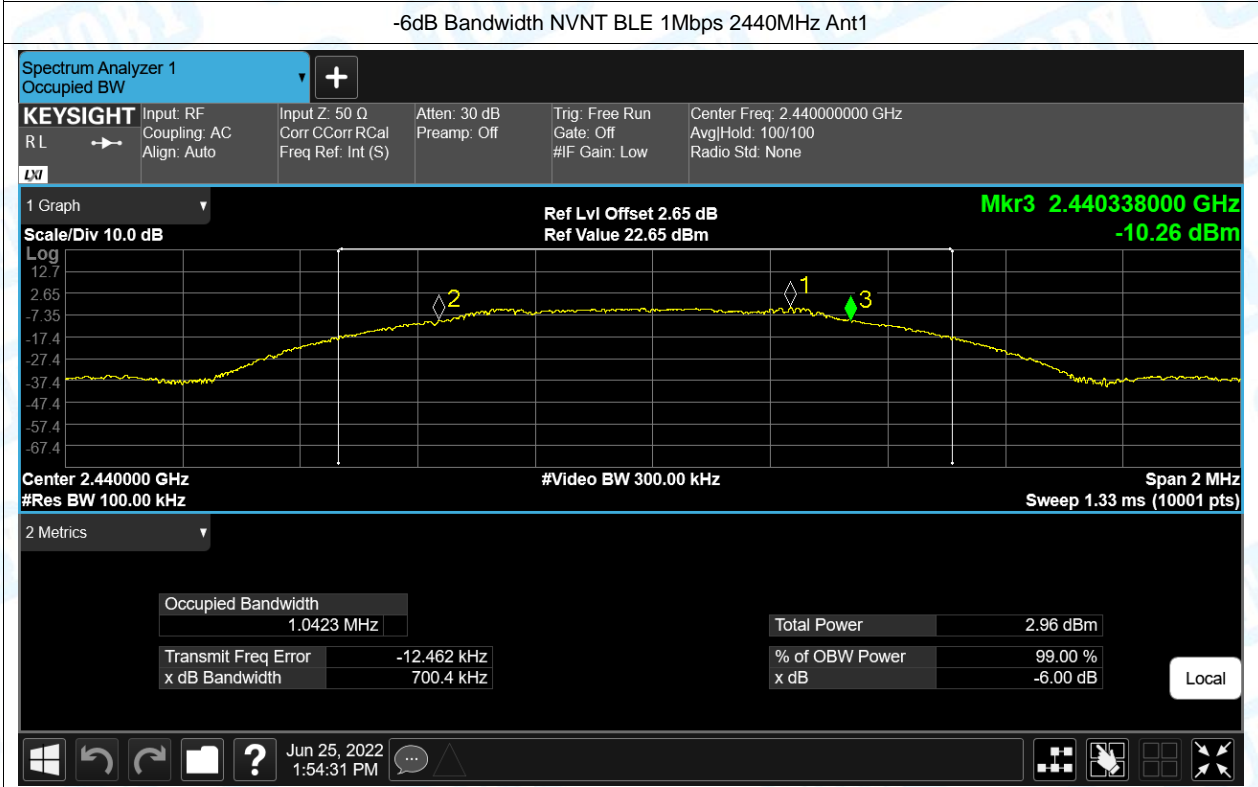 -6dB Bandwidth NVNT BLE 1Mbps 2440MHz Ant1
Spectrum Analyzer 1
Occupied BW
KEYSIGHT
R L
LXI
Input: RF
Coupling: AC
Align: Auto
Input Z: 50 Ω
Corr CCorr RCal
Freq Ref: Int (S)
Atten: 30 dB
Preamp: Off
Trig: Free Run
Gate: Off
#IF Gain: Low
Center Freq: 2.440000000 GHz
Avg|Hold: 100/100
Radio Std: None
1 Graph
Scale/Div 10.0 dB
Ref Lvl Offset 2.65 dB
Ref Value 22.65 dBm
Mkr3 2.440338000 GHz
-10.26 dBm
Log
12.7
2.65
-7.35
-17.4
-27.4
-37.4
-47.4
-57.4
-67.4
2
1
3
Center 2.440000 GHz
#Res BW 100.00 kHz
#Video BW 300.00 kHz
Span 2 MHz
Sweep 1.33 ms (10001 pts)
2 Metrics
Occupied Bandwidth
1.0423 MHz
Transmit Freq Error -12.462 kHz
x dB Bandwidth 700.4 kHz
Total Power 2.96 dBm
% of OBW Power 99.00 %
x dB -6.00 dB
Local
?
Jun 25, 2022
1:54:31 PM